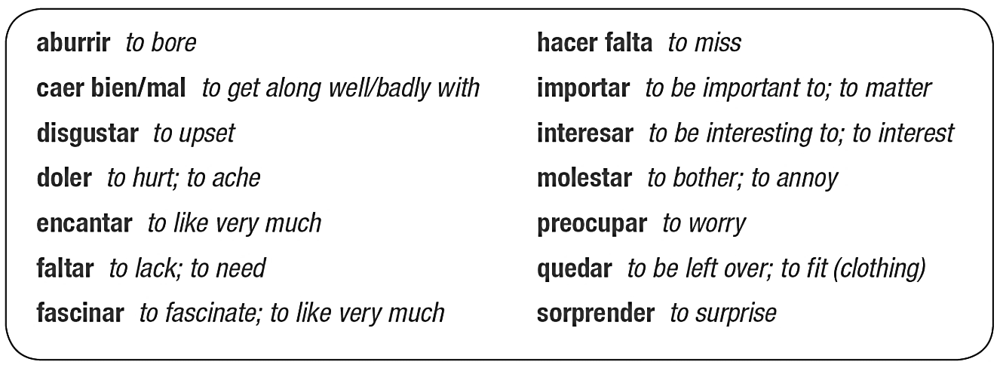 aburrir to bore
caer bien/mal to get along well/badly with
disgustar to upset
doler to hurt; to ache
encantar to like very much
faltar to lack; to need
fascinar to fascinate; to like very much
hacer falta to miss
importar to be important to; to matter
interesar to be interesting to; to interest
molestar to bother; to annoy
preocupar to worry
quedar to be left over; to fit (clothing)
sorprender to surprise